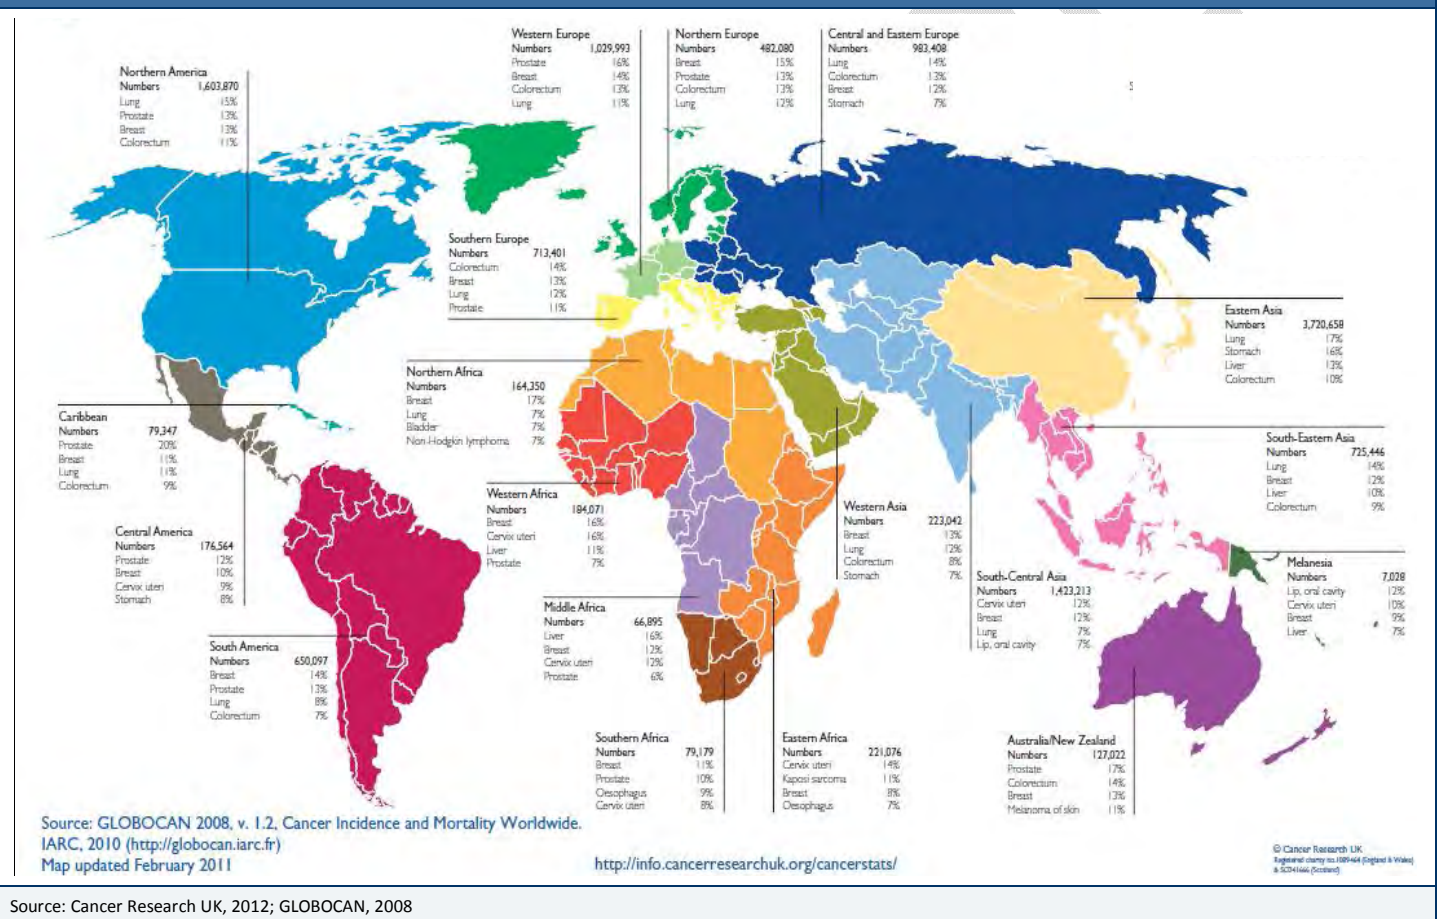 Western Europe
Numbers 1,029,993
Prostate 16%
Breast 14%
Colorectum 13%
Lung 11%
Northern Europe
Numbers 482,080
Breast 15%
Prostate 13%
Colorectum 13%
Lung 12%
Central and Eastern Europe
Numbers 983,408
Lung 14%
Colorectum 13%
Breast 12%
Stomach 7%
Northern America
Numbers 1,603,870
Lung 15%
Prostate 13%
Breast 13%
Colorectum 11%
Southern Europe
Numbers 713,401
Colorectum 14%
Breast 13%
Lung 12%
Prostate 11%
Eastern Asia
Numbers 3,720,658
Lung 17%
Stomach 16%
Liver 13%
Colorectum 10%
Northern Africa
Numbers 164,350
Breast 17%
Lung 7%
Bladder 7%
Non-Hodgkin lymphoma 7%
Caribbean
Numbers 79,347
Prostate 20%
Breast 11%
Lung 11%
Colorectum 9%
South-Eastern Asia
Numbers 725,446
Lung 14%
Breast 12%
Liver 10%
Colorectum 9%
Western Africa
Numbers 184,071
Breast 16%
Cervix uteri 16%
Liver 11%
Prostate 7%
Western Asia
Numbers 223,042
Breast 13%
Lung 12%
Colorectum 8%
Stomach 7%
Central America
Numbers 176,564
Prostate 12%
Breast 10%
Cervix uteri 9%
Stomach 8%
South-Central Asia
Numbers 1,423,213
Cervix uteri 12%
Breast 12%
Lung 7%
Lip, oral cavity 7%
Melanesia
Numbers 7,028
Lip, oral cavity 12%
Cervix uteri 10%
Breast 9%
Liver 7%
Middle Africa
Numbers 66,895
Liver 16%
Breast 12%
Cervix uteri 12%
Prostate 6%
South America
Numbers 650,097
Breast 14%
Prostate 13%
Lung 8%
Colorectum 7%
Southern Africa
Numbers 79,179
Breast 11%
Prostate 10%
Oesophagus 9%
Cervix uteri 8%
Eastern Africa
Numbers 221,076
Cervix uteri 14%
Kaposi sarcoma 11%
Breast 8%
Oesophagus 7%
Australia/New Zealand
Numbers 127,022
Prostate 17%
Colorectum 14%
Breast 13%
Melanoma of skin 11%
Source: GLOBOCAN 2008, v. 1.2, Cancer Incidence and Mortality Worldwide.
IARC, 2010 (http://globocan.iarc.fr)
Map updated February 2011
http://info.cancerresearchuk.org/cancerstats/
© Cancer Research UK
Registered charity no.1089464 (England & Wales)
& SC041666 (Scotland)
Source: Cancer Research UK, 2012; GLOBOCAN, 2008